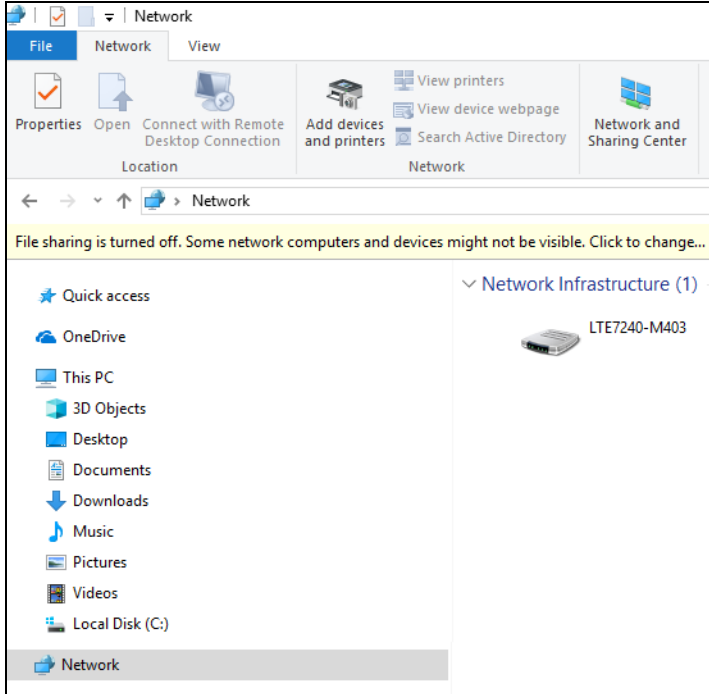 Network
File Network View
Properties Open Connect with Remote Desktop Connection
Location
Add devices and printers
View printers
View device webpage
Search Active Directory
Network
Network and Sharing Center
Network
File sharing is turned off. Some network computers and devices might not be visible. Click to change...
Quick access
OneDrive
This PC
3D Objects
Desktop
Documents
Downloads
Music
Pictures
Videos
Local Disk (C:)
Network
Network Infrastructure (1)
LTE7240-M403